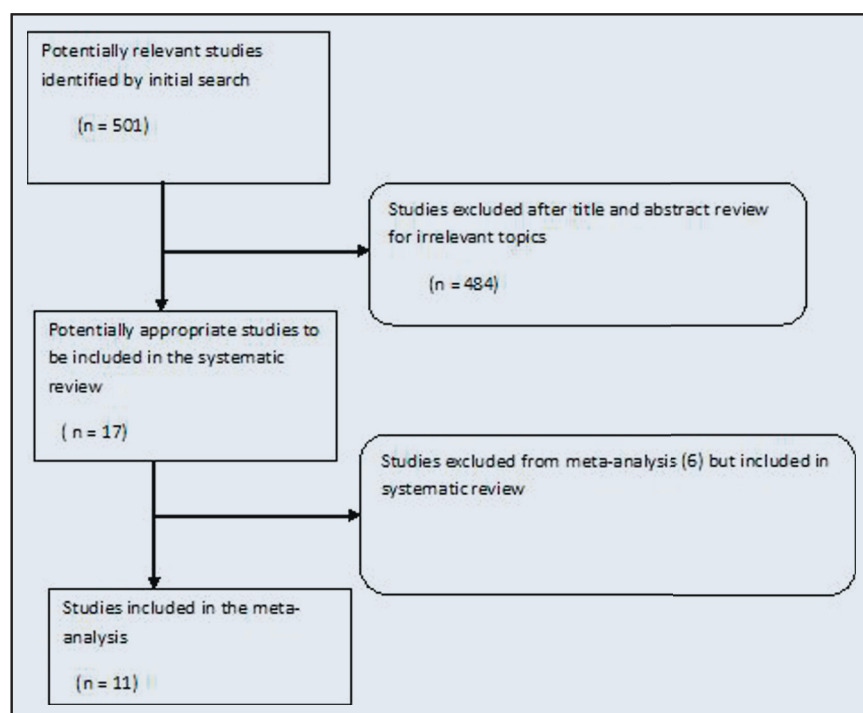 Potentially relevant studies
identified by initial search
(n = 501)
Studies excluded after title and abstract review
for irrelevant topics
(n = 484)
Potentially appropriate studies to
be included in the systematic
review
( n = 17)
Studies excluded from meta-analysis (6) but included in
systematic review
Studies included in the meta-
analysis
(n = 11)